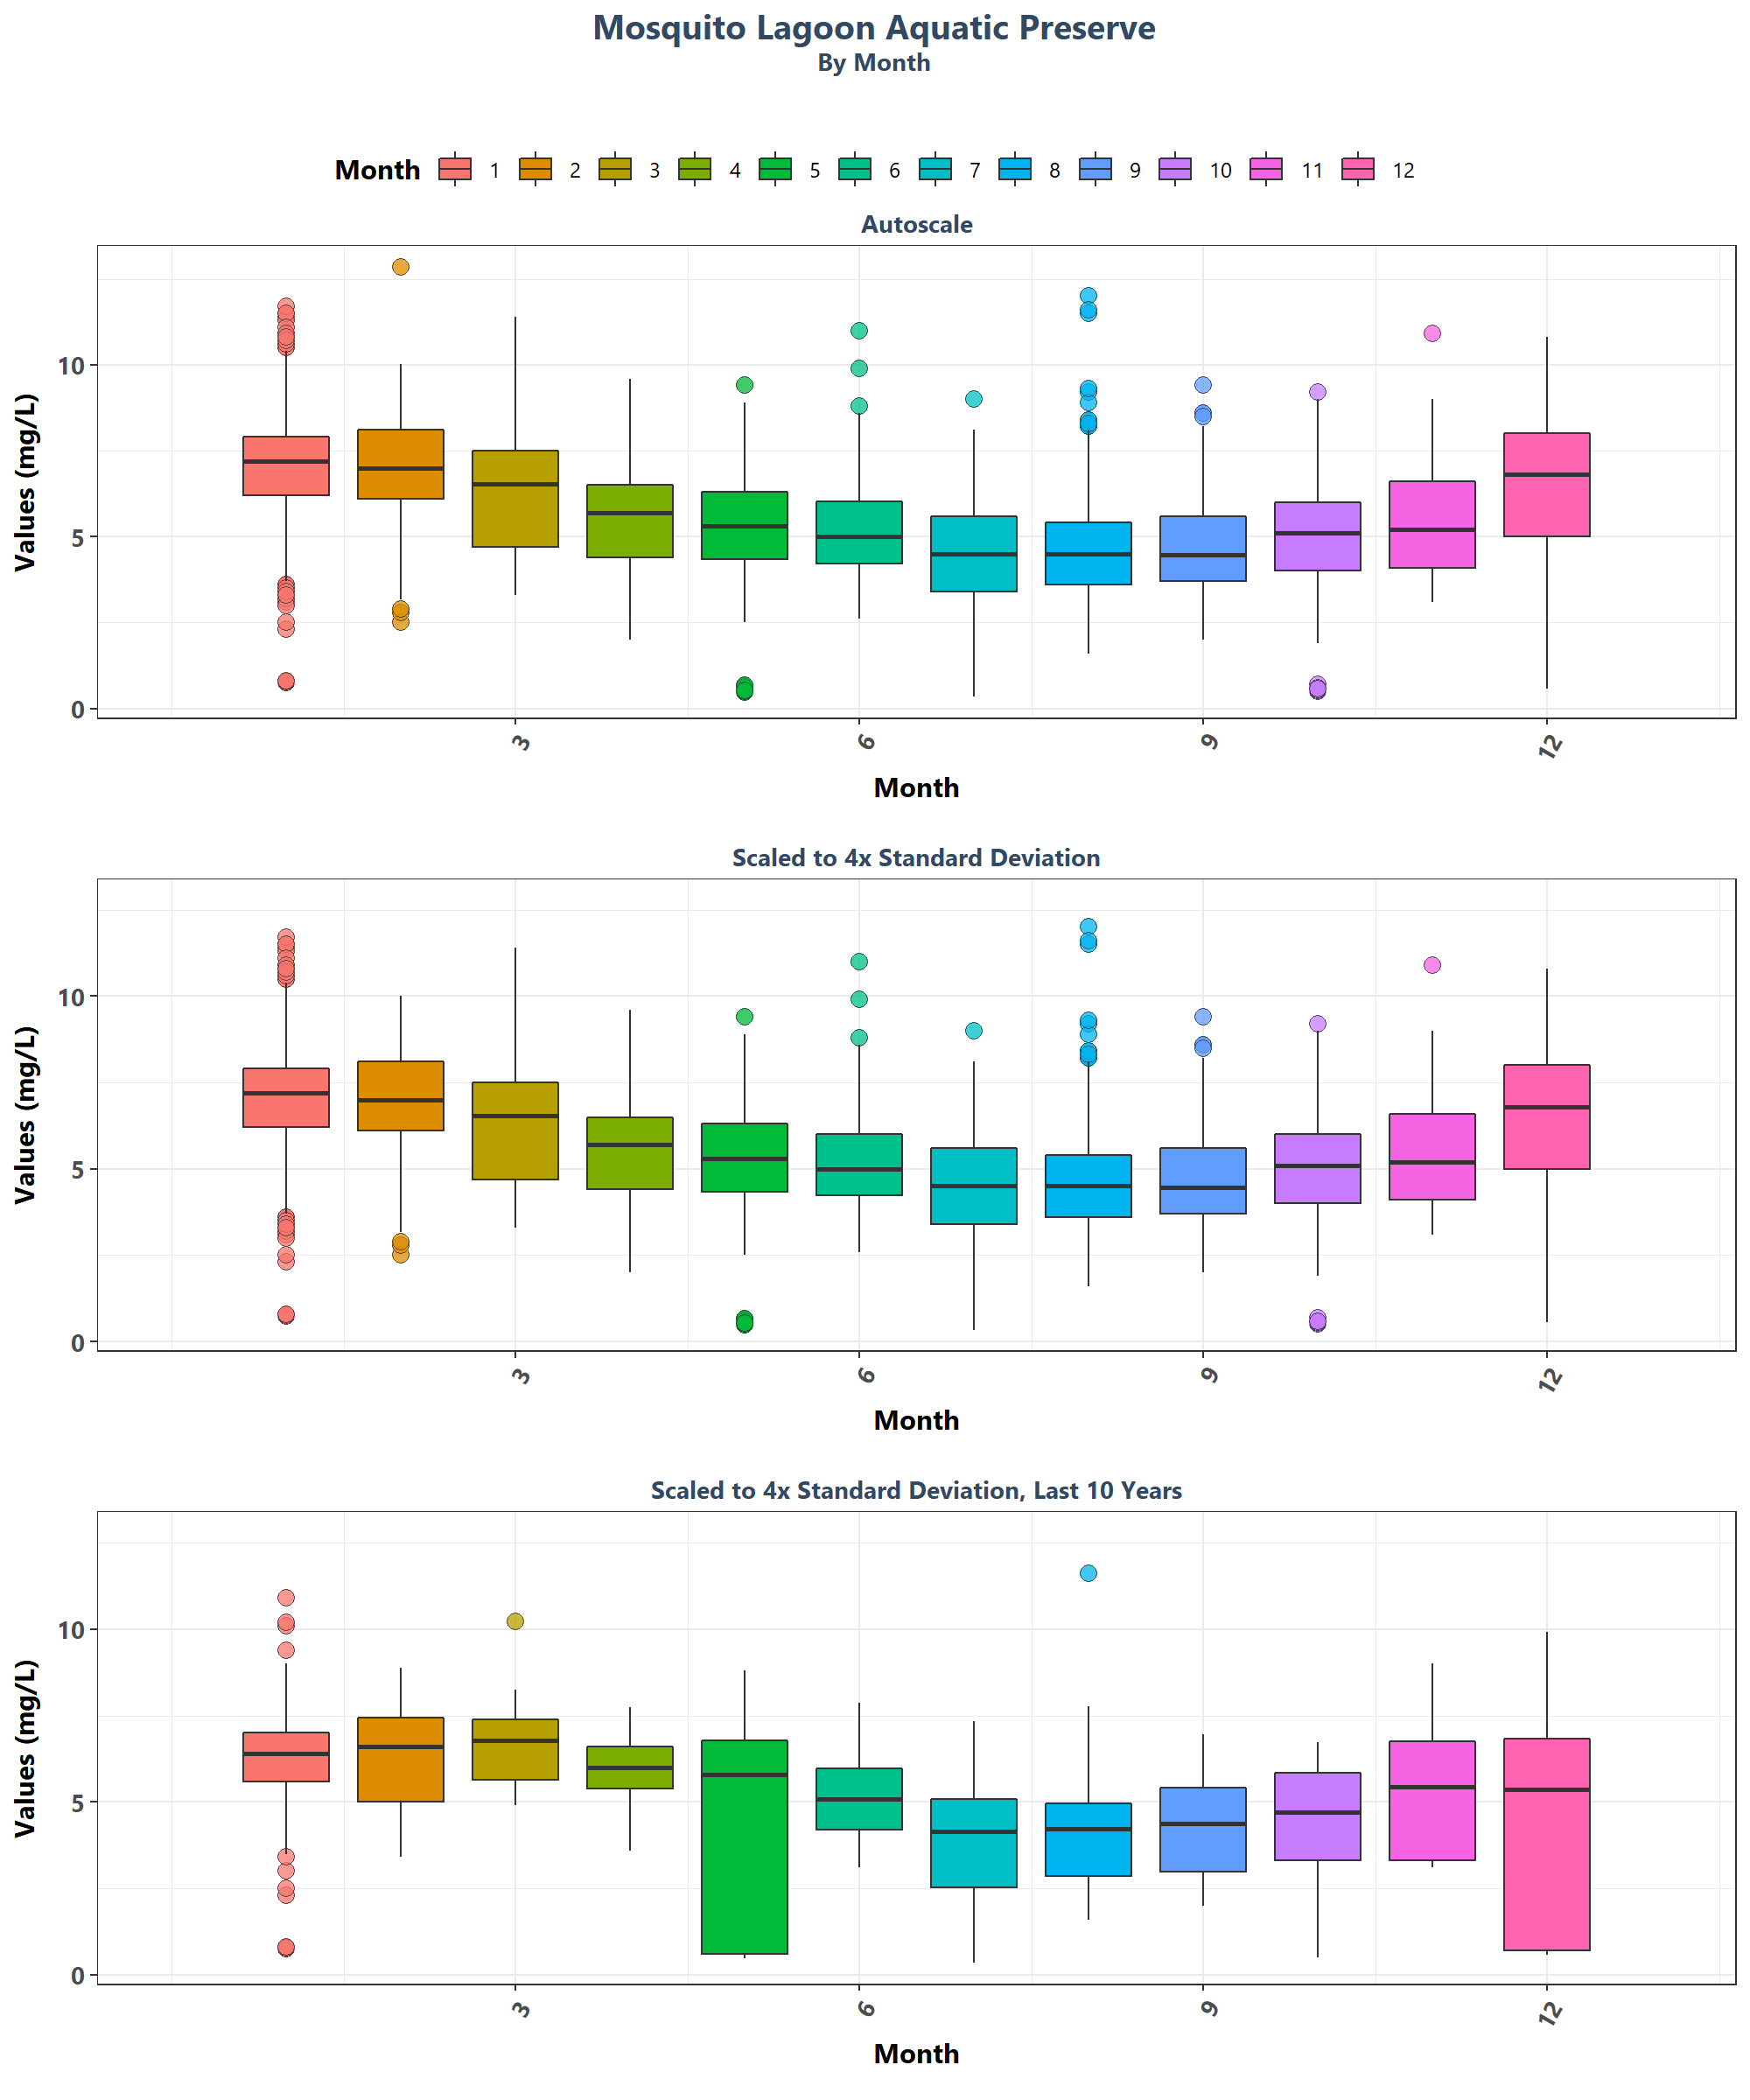 Mosquito Lagoon Aquatic Preserve
By Month
Month 1 2 3 4 5 6 7 8 9 10 11 12
Autoscale
Values (mg/L)
10
5
0
3 6 9 12
Month
Scaled to 4x Standard Deviation
Values (mg/L)
10
5
0
3 6 9 12
Month
Scaled to 4x Standard Deviation, Last 10 Years
Values (mg/L)
10
5
0
3 6 9 12
Month